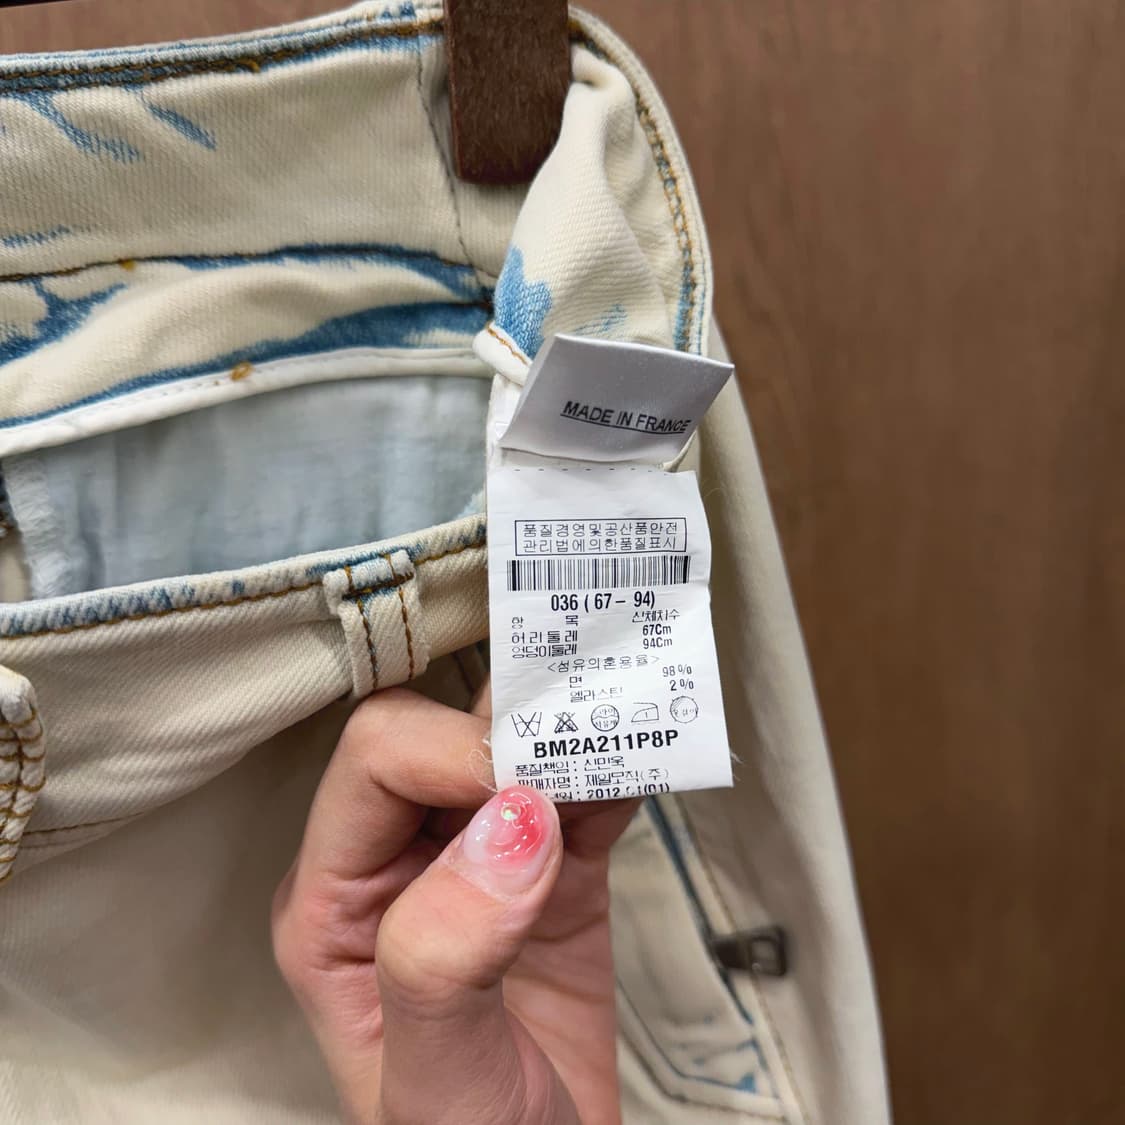 MADE IN FRANCE
품질경영및공산품안전
관리법에의한품질표시
036 ( 67 - 94)
항 목 신체치수
허리둘레 67Cm
엉덩이둘레 94Cm
<섬유의혼용율>
면 98%
엘라스틴 2%
BM2A211P8P
품질책임 : 신민욱
판매자명 : 제일모직(주)
: 2012.01(01)